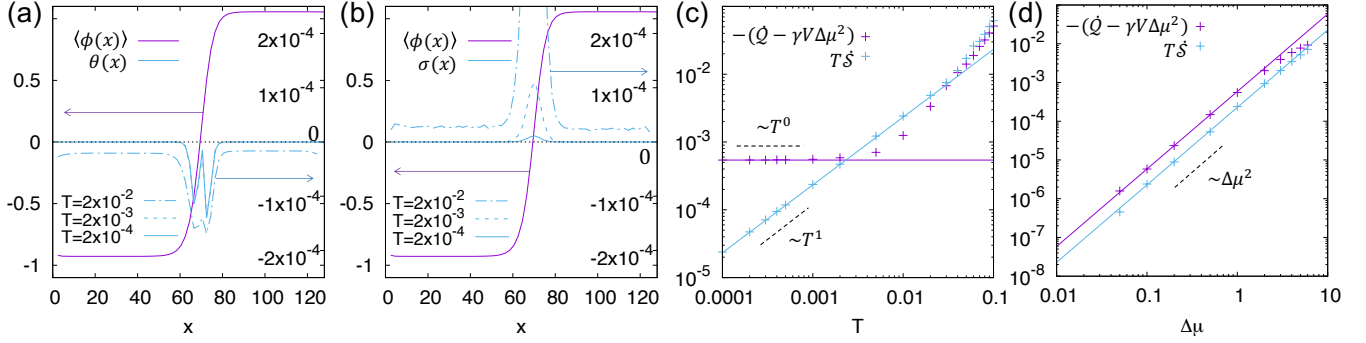 (a)
⟨ϕ(x)⟩
θ(x)
2x10⁻⁴
1x10⁻⁴
0
-1x10⁻⁴
-2x10⁻⁴
0.5
0
-0.5
-1
T=2x10⁻²
T=2x10⁻³
T=2x10⁻⁴
0 20 40 60 80 100 120
x
(b)
⟨ϕ(x)⟩
σ(x)
2x10⁻⁴
1x10⁻⁴
0
-1x10⁻⁴
-2x10⁻⁴
0.5
0
-0.5
-1
T=2x10⁻²
T=2x10⁻³
T=2x10⁻⁴
0 20 40 60 80 100 120
x
(c)
−(Q̇ − γVΔμ²)
TṠ
10⁻²
10⁻³
10⁻⁴
10⁻⁵
~T⁰
~T¹
0.0001 0.001 0.01 0.1
T
(d)
−(Q̇ − γVΔμ²)
TṠ
10⁻¹
10⁻²
10⁻³
10⁻⁴
10⁻⁵
10⁻⁶
10⁻⁷
10⁻⁸
~Δμ²
0.01 0.1 1 10
Δμ